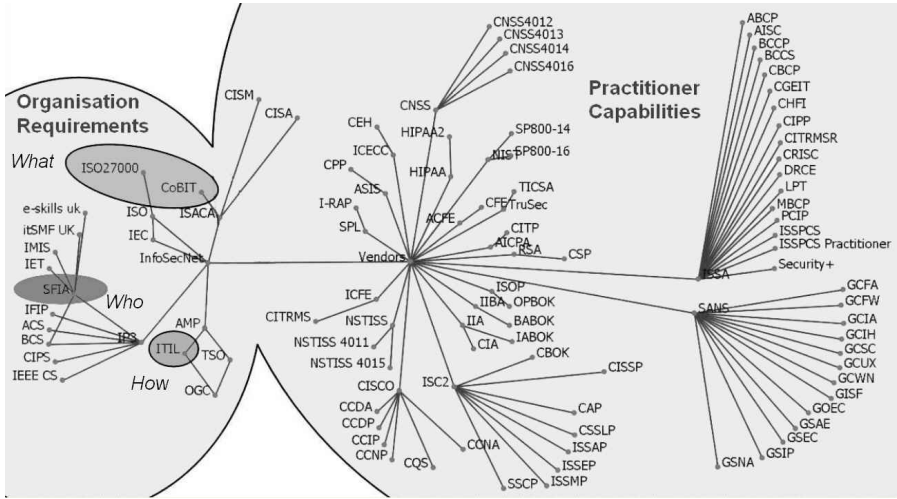 Organisation
Requirements
What
ISO27000
CoBIT
ISO
ISACA
IEC
InfoSecNet
CISM
CISA
e-skills uk
itSMF UK
IMIS
IET
SFIA
Who
IFIP
ACS
BCS
CIPS
IEEE CS
IP3
AMP
ITIL
TSO
How
OGC
Practitioner
Capabilities
CNSS4012
CNSS4013
CNSS4014
CNSS4016
CNSS
CEH
HIPAA2
ICECC
CPP
HIPAA
SP800-14
NIST
SP800-16
ASIS
I-RAP
SPL
ACFE
CFE
TICSA
TruSec
CITP
AICPA
RSA
CSP
Vendors
ISOP
IIBA
OPBOK
BABOK
IABOK
IIA
CIA
CBOK
ICFE
CITRMS
NSTISS
NSTISS 4011
NSTISS 4015
CISCO
CCDA
CCDP
CCIP
CCNP
CQS
CCNA
ISC2
CISSP
CAP
CSSLP
ISSAP
ISSEP
ISSMP
SSCP
ABCP
AISC
BCCP
BCCS
CBCP
CGEIT
CHFI
CIPP
CITRMSR
CRISC
DRCE
LPT
MBCP
PCIP
ISSPCS
ISSPCS Practitioner
Security+
ISSA
SANS
GCFA
GCFW
GCIA
GCIH
GCSC
GCUX
GCWN
GISF
GOEC
GSAE
GSEC
GSIP
GSNA